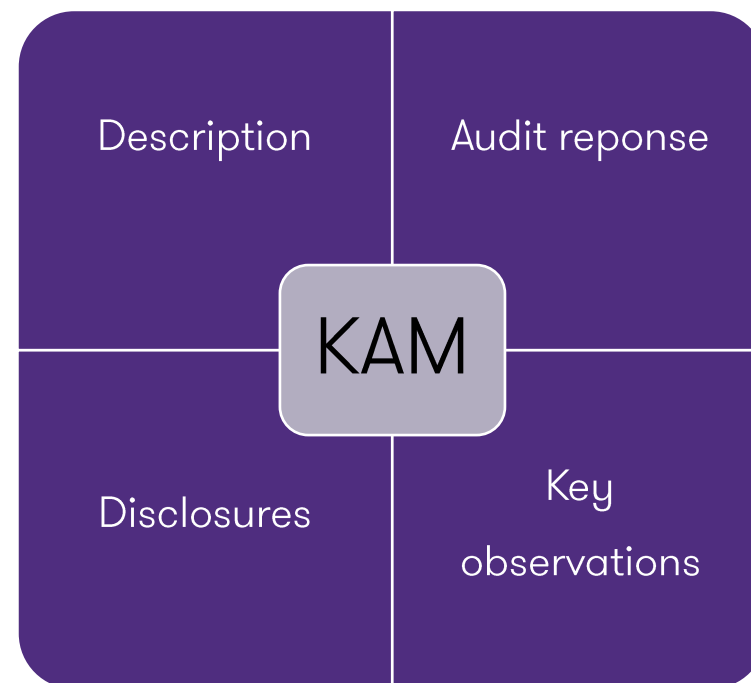 Description
Audit reponse
KAM
Disclosures
Key
observations